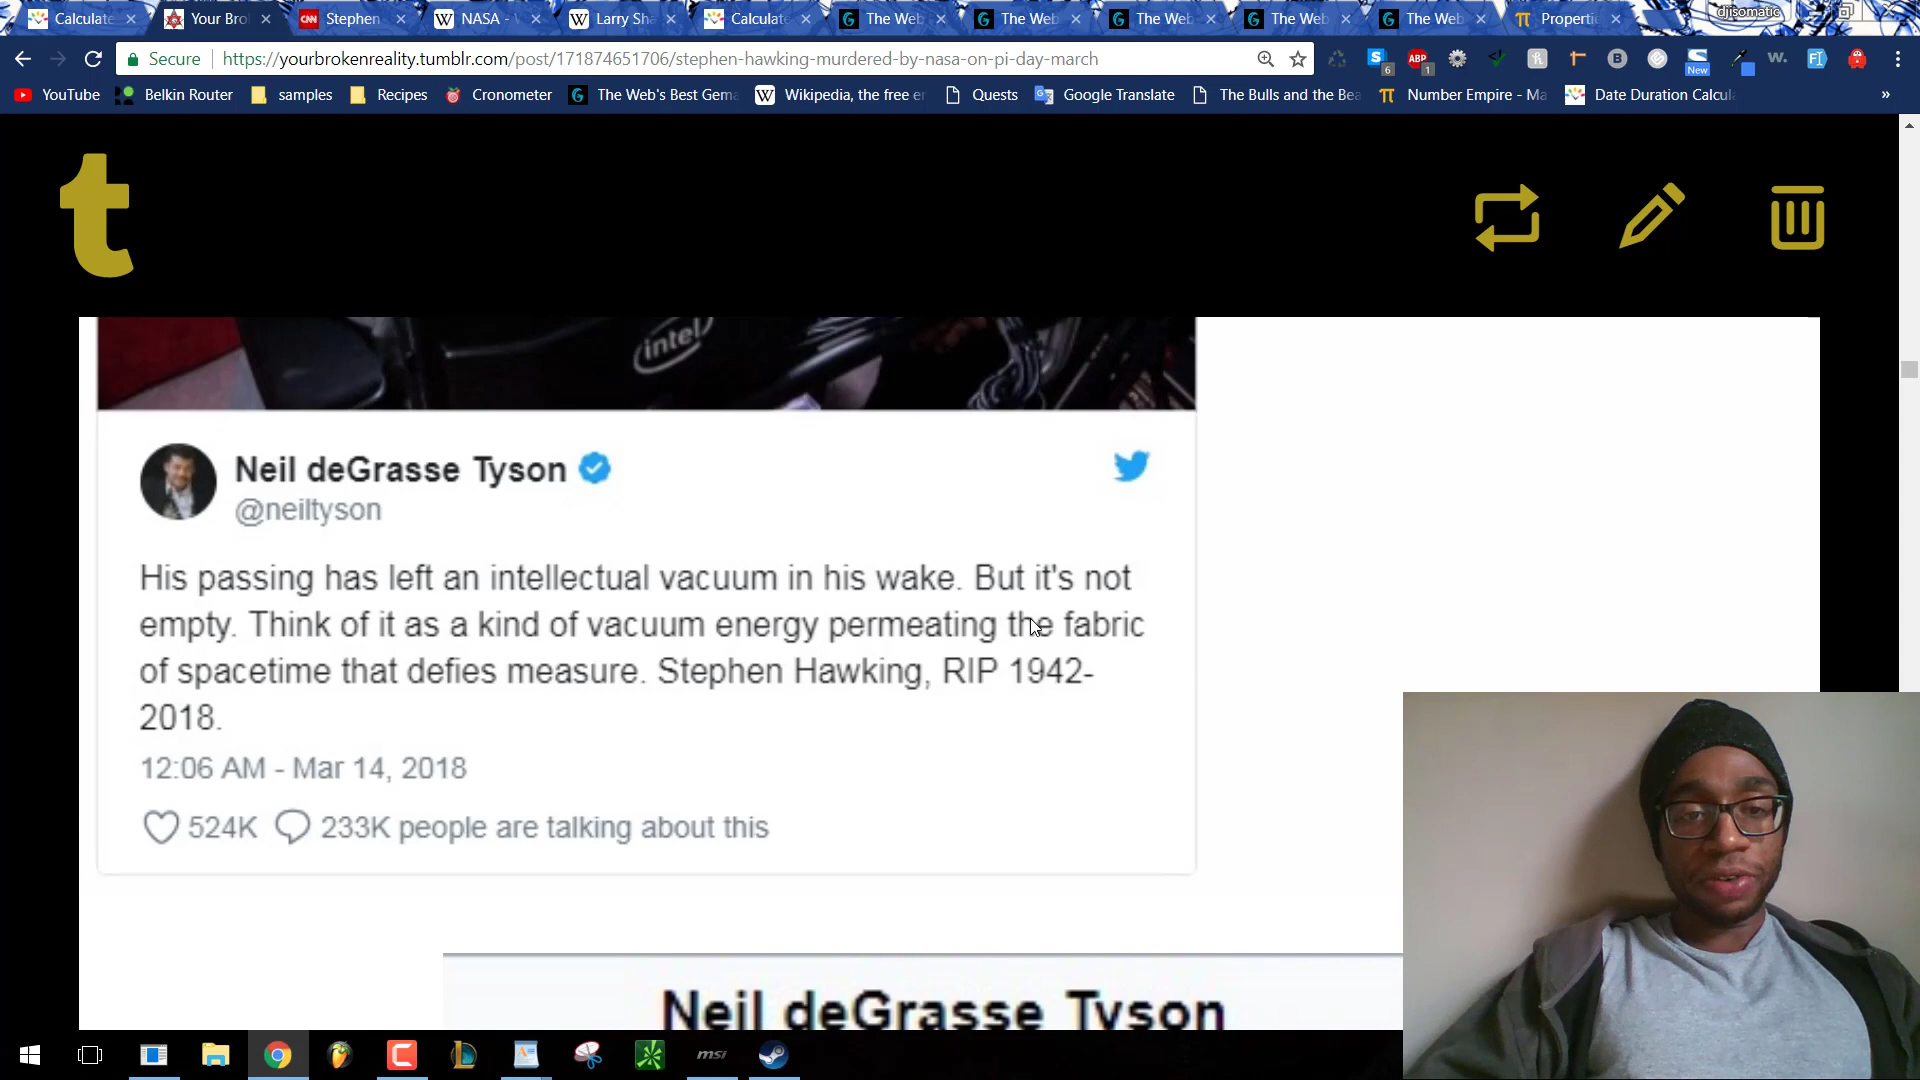 Calculate
Your Bro
Stephen
NASA -
Larry Sha
Calculate
The Web
The Web
The Web
The Web
The Web
Properti
djisomatic
Secure
https://yourbrokenreality.tumblr.com/post/171874651706/stephen-hawking-murdered-by-nasa-on-pi-day-march
6
ABP
1
New
YouTube
Belkin Router
samples
Recipes
Cronometer
The Web's Best Gema
Wikipedia, the free e
Quests
Google Translate
The Bulls and the Bea
Number Empire - Ma
Date Duration Calcul
»
t
intel
Neil deGrasse Tyson
@neiltyson
His passing has left an intellectual vacuum in his wake. But it's not
empty. Think of it as a kind of vacuum energy permeating the fabric
of spacetime that defies measure. Stephen Hawking, RIP 1942-
2018.
12:06 AM - Mar 14, 2018
524K
233K people are talking about this
Neil deGrasse Tyson
msi